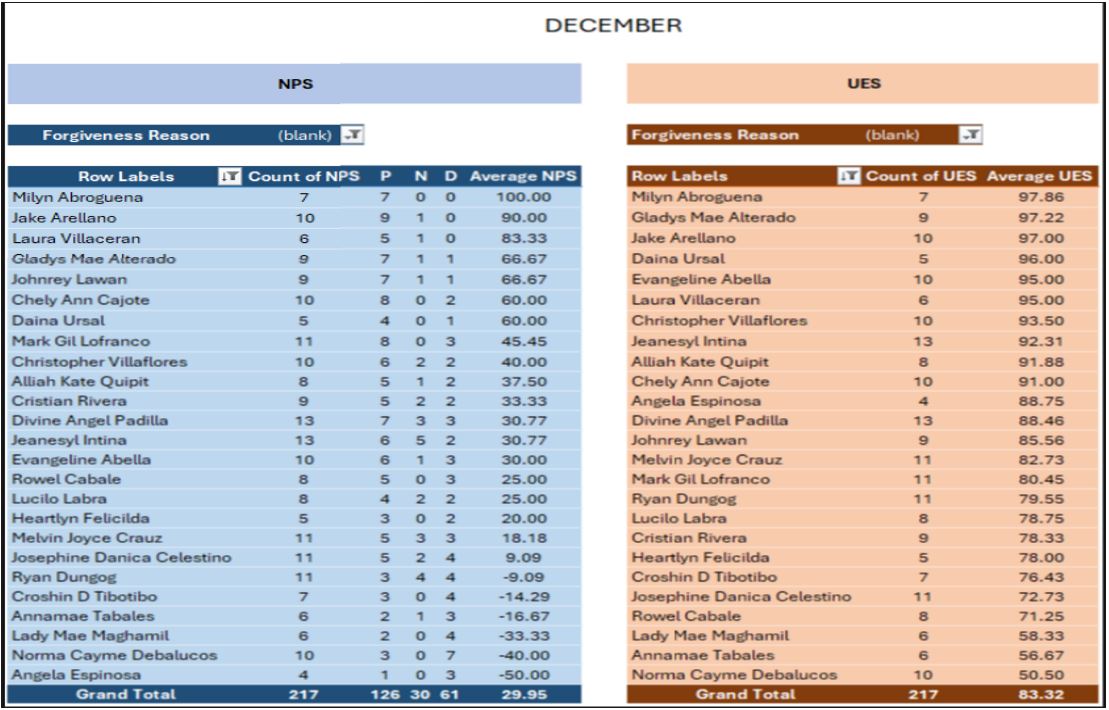 DECEMBER
NPS
Forgiveness Reason (blank)
Row Labels Count of NPS P N D Average NPS
Milyn Abroguena 7 7 0 0 100.00
Jake Arellano 10 9 1 0 90.00
Laura Villaceran 6 5 1 0 83.33
Gladys Mae Alterado 9 7 1 1 66.67
Johnrey Lawan 9 7 1 1 66.67
Chely Ann Cajote 10 8 0 2 60.00
Daina Ursal 5 4 0 1 60.00
Mark Gil Lofranco 11 8 0 3 45.45
Christopher Villaflores 10 6 2 2 40.00
Alliah Kate Quipit 8 5 1 2 37.50
Cristian Rivera 9 5 2 2 33.33
Divine Angel Padilla 13 7 3 3 30.77
Jeanesyl Intina 13 6 5 2 30.77
Evangeline Abella 10 6 1 3 30.00
Rowel Cabale 8 5 0 3 25.00
Lucilo Labra 8 4 2 2 25.00
Heartlyn Felicilda 5 3 0 2 20.00
Melvin Joyce Crauz 11 5 3 3 18.18
Josephine Danica Celestino 11 5 2 4 9.09
Ryan Dungog 11 3 4 4 -9.09
Croshin D Tibotibo 7 3 0 4 -14.29
Annamae Tabales 6 2 1 3 -16.67
Lady Mae Maghamil 6 2 0 4 -33.33
Norma Cayme Debalucos 10 3 0 7 -40.00
Angela Espinosa 4 1 0 3 -50.00
Grand Total 217 126 30 61 29.95
UES
Forgiveness Reason (blank)
Row Labels Count of UES Average UES
Milyn Abroguena 7 97.86
Gladys Mae Alterado 9 97.22
Jake Arellano 10 97.00
Daina Ursal 5 96.00
Evangeline Abella 10 95.00
Laura Villaceran 6 95.00
Christopher Villaflores 10 93.50
Jeanesyl Intina 13 92.31
Alliah Kate Quipit 8 91.88
Chely Ann Cajote 10 91.00
Angela Espinosa 4 88.75
Divine Angel Padilla 13 88.46
Johnrey Lawan 9 85.56
Melvin Joyce Crauz 11 82.73
Mark Gil Lofranco 11 80.45
Ryan Dungog 11 79.55
Lucilo Labra 8 78.75
Cristian Rivera 9 78.33
Heartlyn Felicilda 5 78.00
Croshin D Tibotibo 7 76.43
Josephine Danica Celestino 11 72.73
Rowel Cabale 8 71.25
Lady Mae Maghamil 6 58.33
Annamae Tabales 6 56.67
Norma Cayme Debalucos 10 50.50
Grand Total 217 83.32